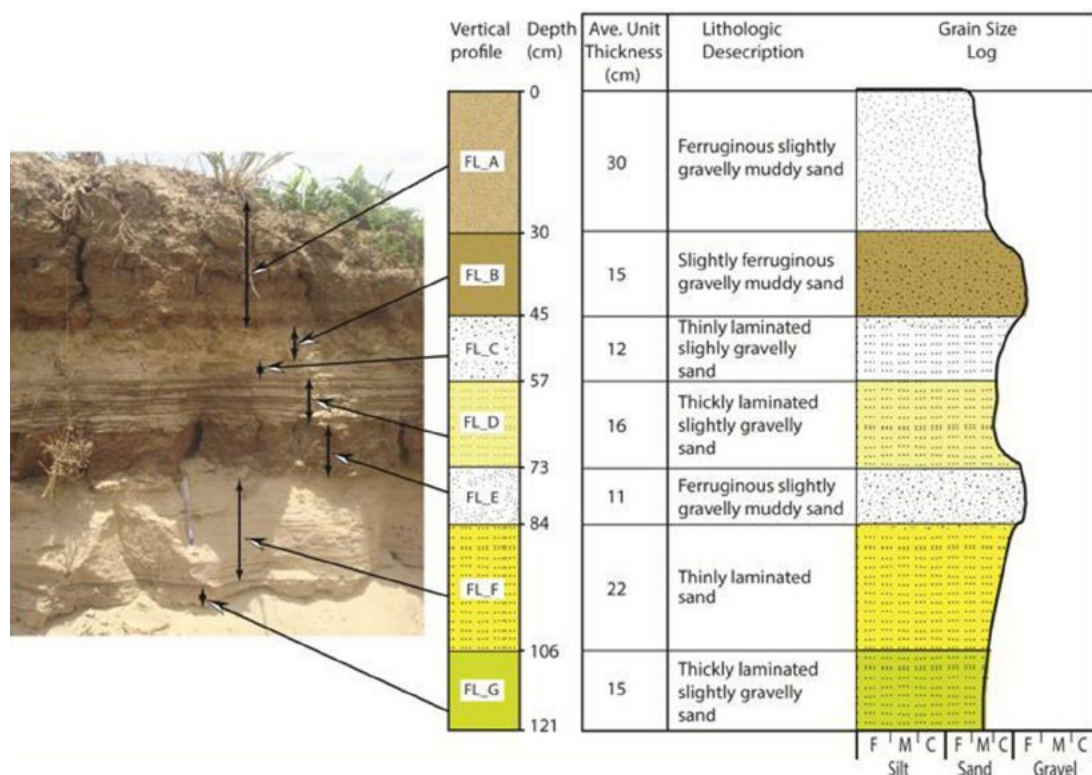 Vertical profile
Depth (cm)
Ave. Unit Thickness (cm)
Lithologic Desecription
Grain Size Log
0
FL_A
30
Ferruginous slightly
gravelly muddy sand
30
FL_B
15
Slightly ferruginous
gravelly muddy sand
45
FL_C
12
Thinly laminated
slighly gravelly
sand
57
FL_D
16
Thickly laminated
slightly gravelly
sand
73
FL_E
11
Ferruginous slightly
gravelly muddy sand
84
FL_F
22
Thinly laminated
sand
106
FL_G
15
Thickly laminated
slightly gravelly
sand
121
F M C F M C F M C
Silt Sand Gravel